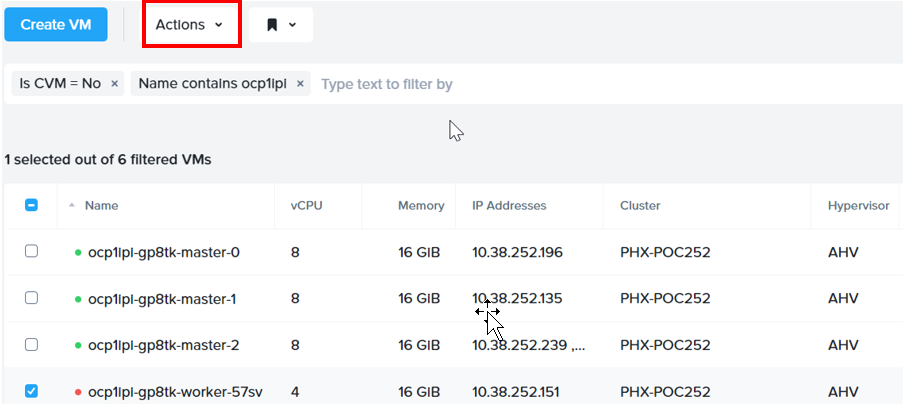 Create VM Actions
Is CVM = No × Name contains ocp1ipi × Type text to filter by
1 selected out of 6 filtered VMs
Name vCPU Memory IP Addresses Cluster Hypervisor
ocp1ipi-gp8tk-master-0 8 16 GiB 10.38.252.196 PHX-POC252 AHV
ocp1ipi-gp8tk-master-1 8 16 GiB 10.38.252.135 PHX-POC252 AHV
ocp1ipi-gp8tk-master-2 8 16 GiB 10.38.252.239 ,... PHX-POC252 AHV
ocp1ipi-gp8tk-worker-57sv 4 16 GiB 10.38.252.151 PHX-POC252 AHV